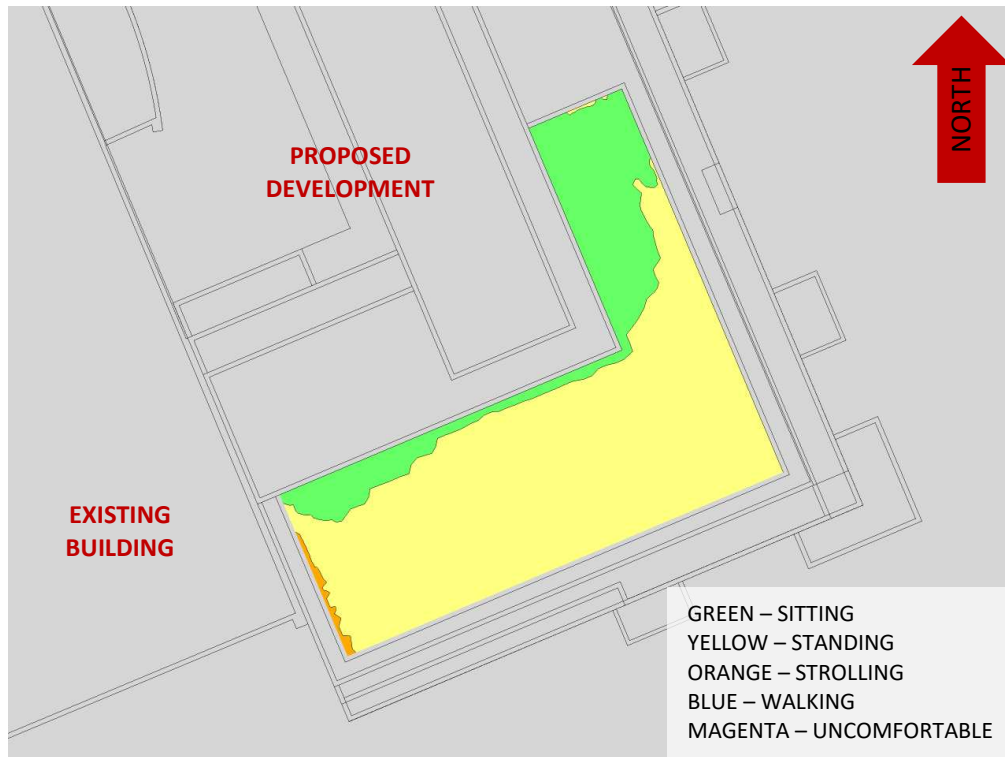 NORTH
PROPOSED
DEVELOPMENT
EXISTING
BUILDING
GREEN – SITTING
YELLOW – STANDING
ORANGE – STROLLING
BLUE – WALKING
MAGENTA – UNCOMFORTABLE